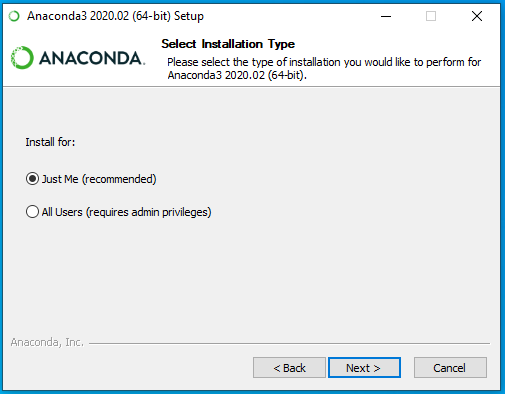 Anaconda3 2020.02 (64-bit) Setup
ANACONDA.
Select Installation Type
Please select the type of installation you would like to perform for
Anaconda3 2020.02 (64-bit).
Install for:
Just Me (recommended)
All Users (requires admin privileges)
Anaconda, Inc.
< Back
Next >
Cancel